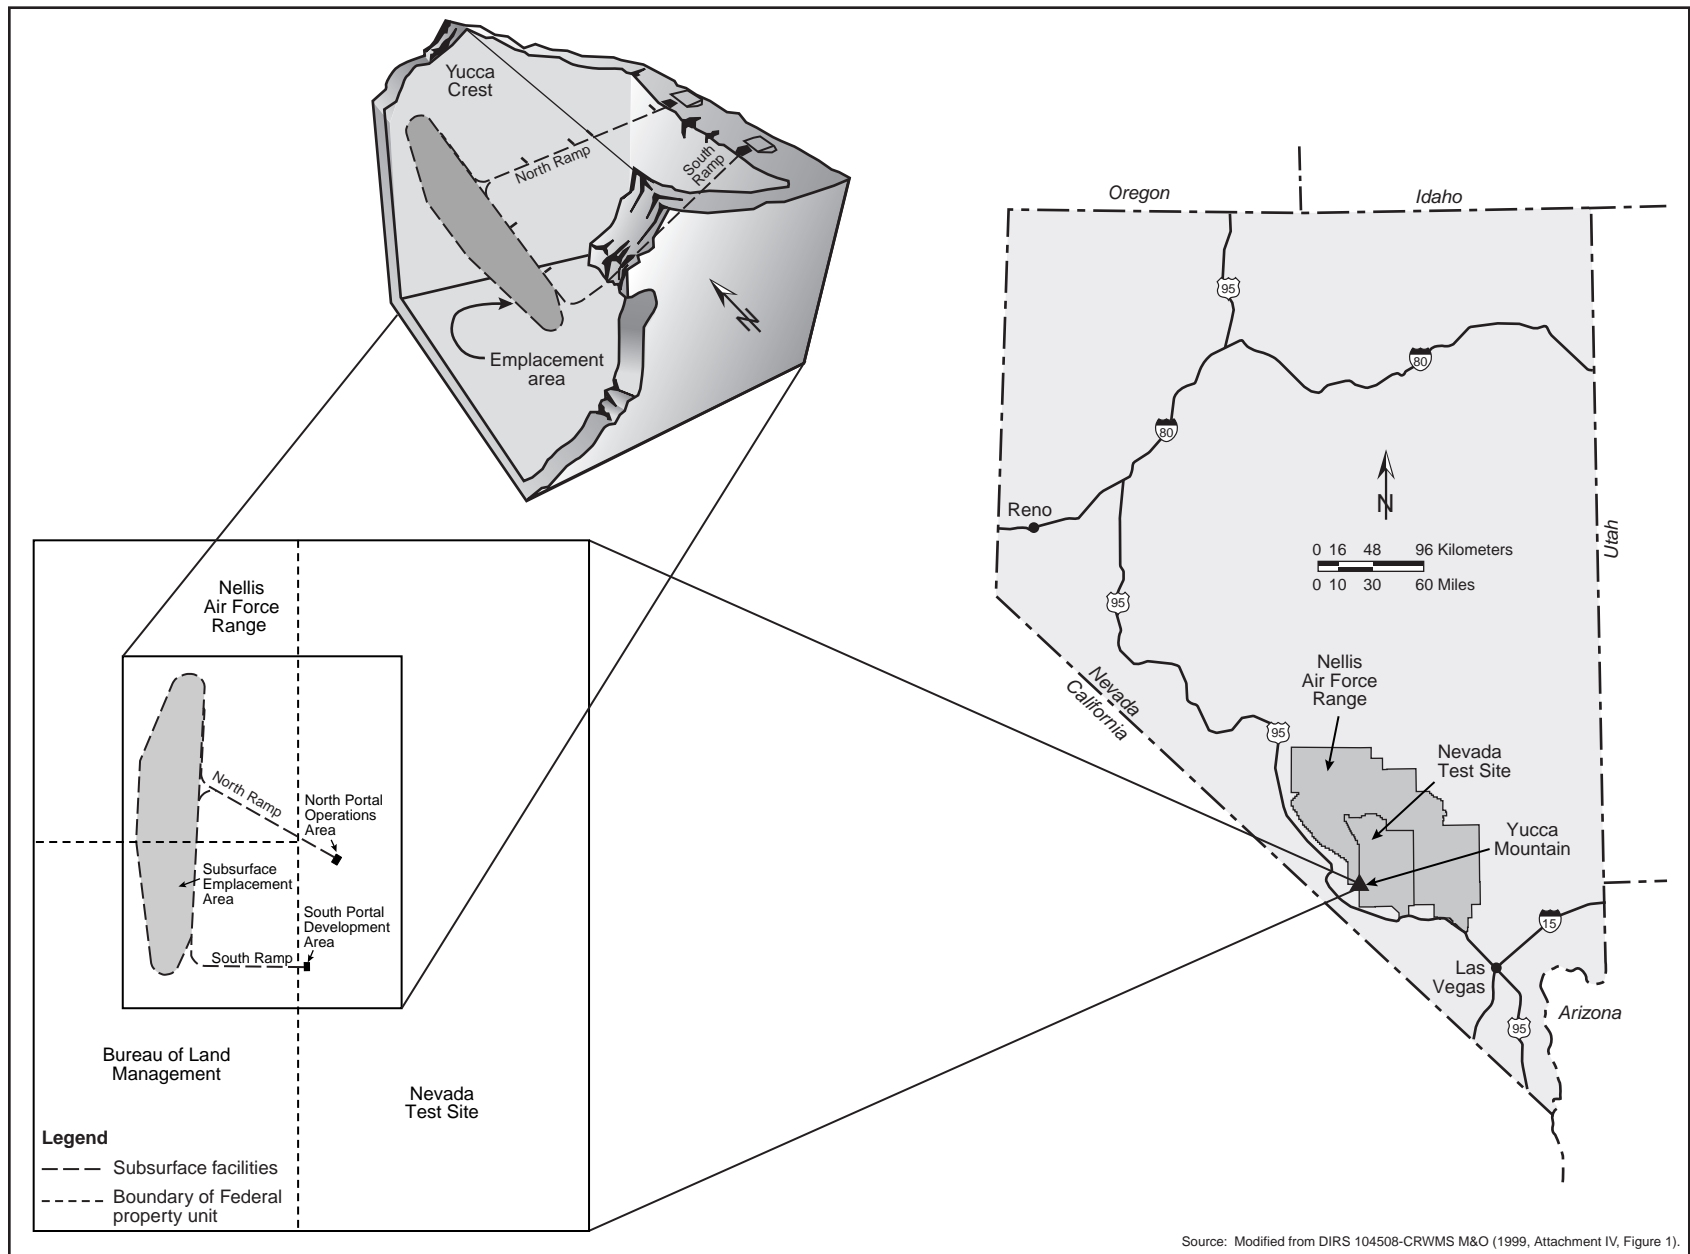 Yucca
Crest
North Ramp
South
Ramp
N
Emplacement
area
Nellis
Air Force
Range
North Ramp
North Portal
Operations
Area
Subsurface
Emplacement
Area
South Portal
Development
Area
South Ramp
Bureau of Land
Management
Nevada
Test Site
Legend
Subsurface facilities
Boundary of Federal
property unit
Oregon
Idaho
95
80
80
Reno
N
Utah
0 16 48 96 Kilometers
0 10 30 60 Miles
95
Nevada
California
Nellis
Air Force
Range
95
Nevada
Test Site
Yucca
Mountain
15
Las
Vegas
Arizona
95
Source: Modified from DIRS 104508-CRWMS M&O (1999, Attachment IV, Figure 1).